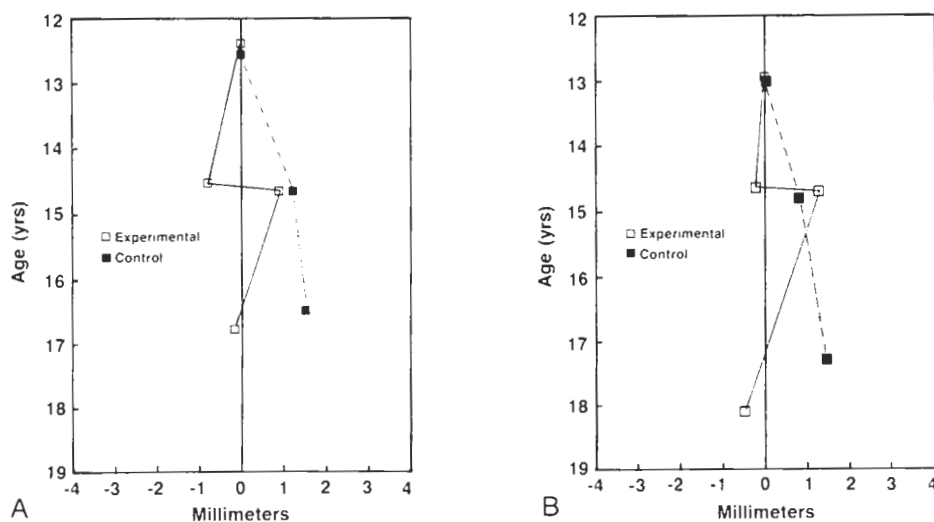 12
13
14
15
16
17
18
19
Age (yrs)
Experimental
Control
-4 -3 -2 -1 0 1 2 3 4
Millimeters
A
12
13
14
15
16
17
18
19
Age (yrs)
Experimental
Control
-4 -3 -2 -1 0 1 2 3 4
Millimeters
B